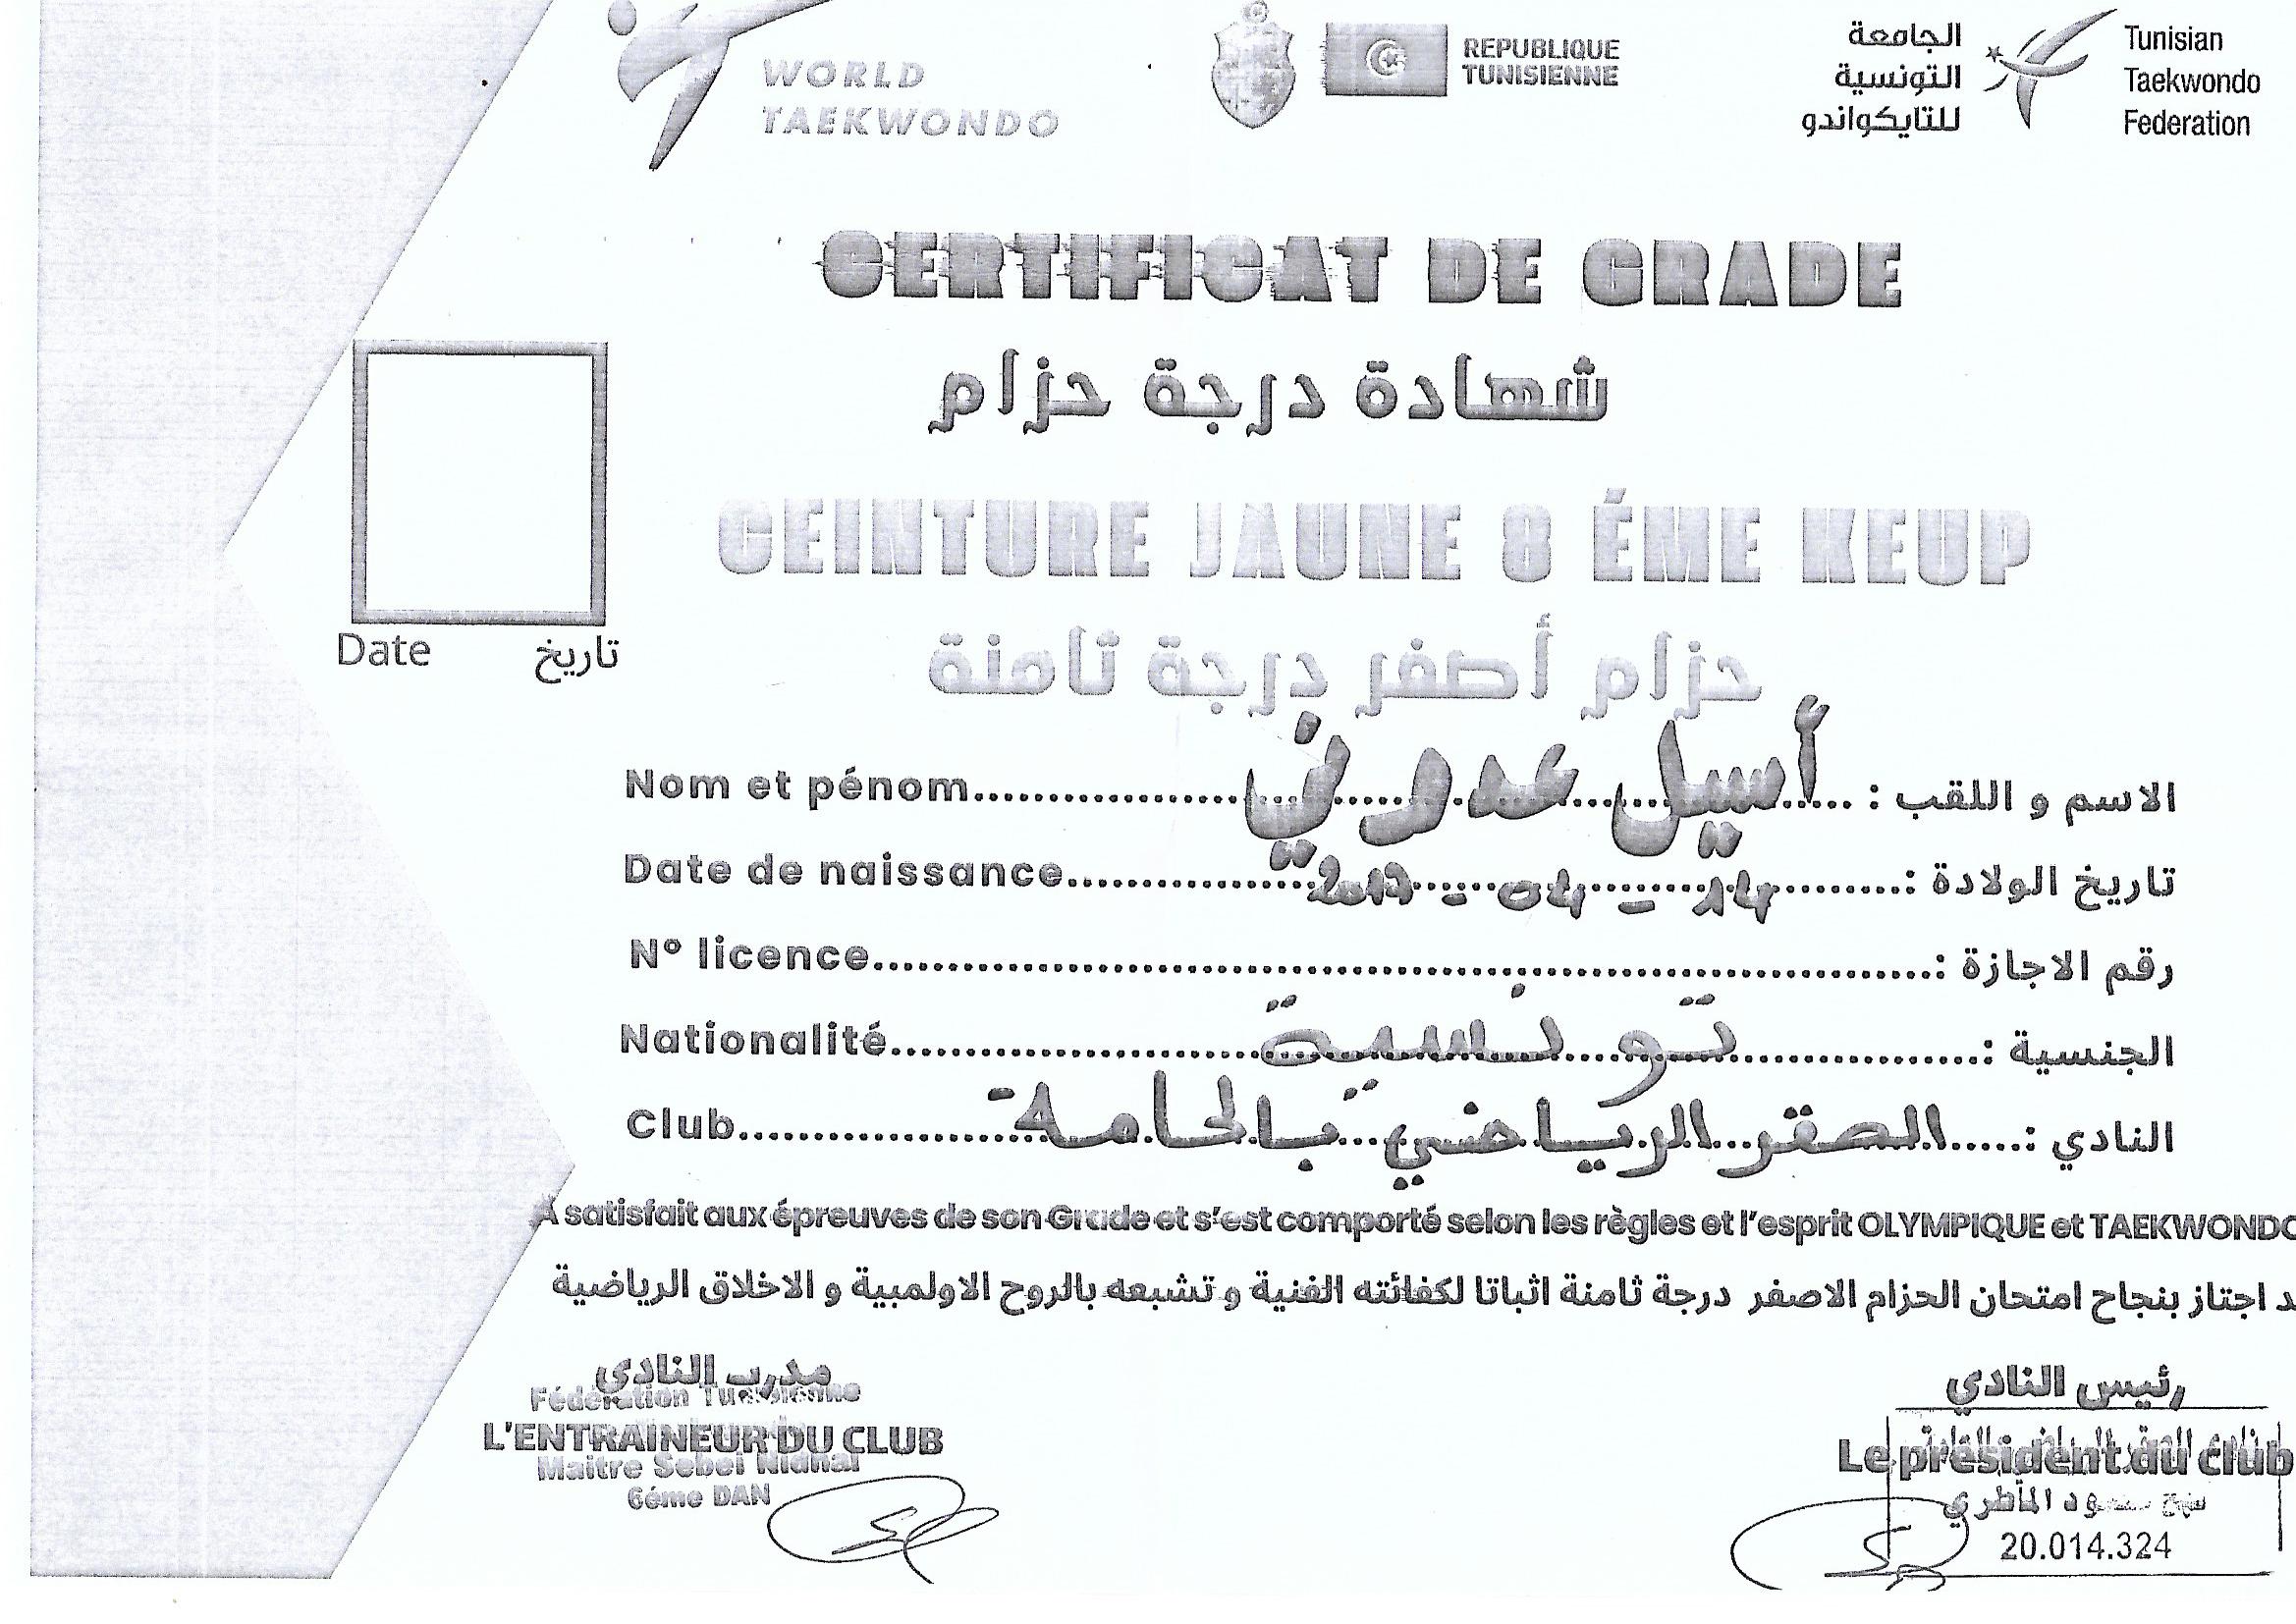 WORLD
TAEKWONDO
REPUBLIQUE
TUNISIENNE
الجامعة
التونسية
للتايكواندو
Tunisian
Taekwondo
Federation
CERTIFICAT DE GRADE
شهادة درجة حزام
CEINTURE JAUNE 8 ÉME KEUP
حزام أصفر درجة ثامنة
Date تاريخ
Nom et pénom أسيل عدوني الاسم و اللقب :
Date de naissance 14 - 04 - تاريخ الولادة :
N° licence رقم الاجازة :
Nationalité تونسية الجنسية :
Club الصقر الرياضي بالحامة النادي :
A satisfait aux épreuves de son Grade et s'est comporté selon les règles et l'esprit OLYMPIQUE et TAEKWONDO
اجتاز بنجاح امتحان الحزام الاصفر درجة ثامنة اثباتا لكفائته الفنية و تشبعه بالروح الاولمبية و الاخلاق الرياضية
مدرب النادي
Fédération Tunisienne
L'ENTRAINEUR DU CLUB
Maitre Sebei Nidhal
6éme DAN
رئيس النادي
Le président du club
المأطري
20.014.324